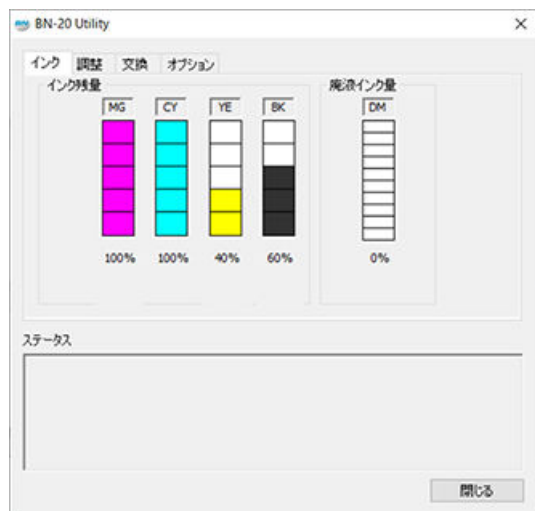 BN-20 Utility
インク 調整 交換 オプション
インク残量 廃液インク量
MG CY YE BK DM
100% 100% 40% 60% 0%
ステータス
閉じる